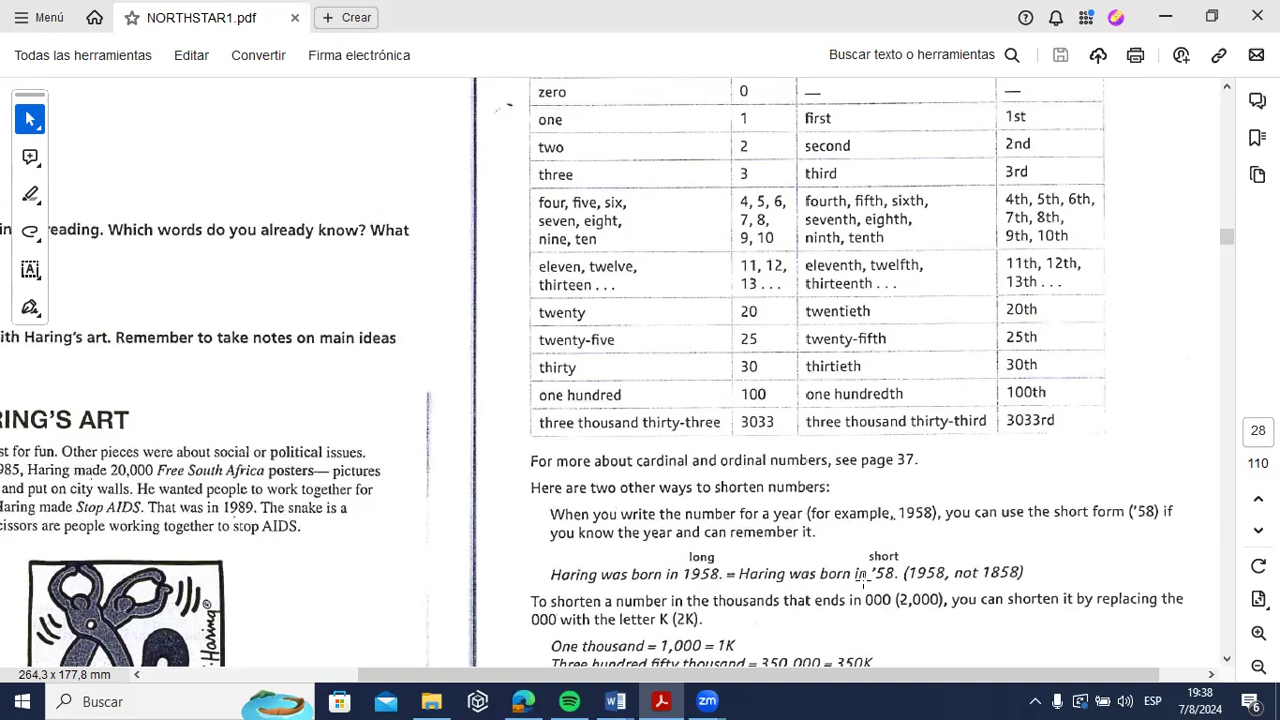 Menú
NORTHSTAR1.pdf
Crear
Todas las herramientas
Editar
Convertir
Firma electrónica
Buscar texto o herramientas
reading. Which words do you already know? What
ith Haring's art. Remember to take notes on main ideas
RING'S ART
st for fun. Other pieces were about social or political issues.
985, Haring made 20,000 Free South Africa posters— pictures
and put on city walls. He wanted people to work together for
Haring made Stop AIDS. That was in 1989. The snake is a
cissors are people working together to stop AIDS.
Haring®
zero 0 — —
one 1 first 1st
two 2 second 2nd
three 3 third 3rd
four, five, six, 4, 5, 6, fourth, fifth, sixth, 4th, 5th, 6th,
seven, eight, 7, 8, seventh, eighth, 7th, 8th,
nine, ten 9, 10 ninth, tenth 9th, 10th
eleven, twelve, 11, 12, eleventh, twelfth, 11th, 12th,
thirteen . . . 13 . . . thirteenth . . . 13th . . .
twenty 20 twentieth 20th
twenty-five 25 twenty-fifth 25th
thirty 30 thirtieth 30th
one hundred 100 one hundredth 100th
three thousand thirty-three 3033 three thousand thirty-third 3033rd
For more about cardinal and ordinal numbers, see page 37.
Here are two other ways to shorten numbers:
When you write the number for a year (for example, 1958), you can use the short form ('58) if
you know the year and can remember it.
long short
Haring was born in 1958. = Haring was born in '58. (1958, not 1858)
To shorten a number in the thousands that ends in 000 (2,000), you can shorten it by replacing the
000 with the letter K (2K).
One thousand = 1,000 = 1K
Three hundred fifty thousand = 350,000 = 350K
28
110
261,3 x 177,8 mm
Buscar
zm
ESP
19:38
7/8/2024
6